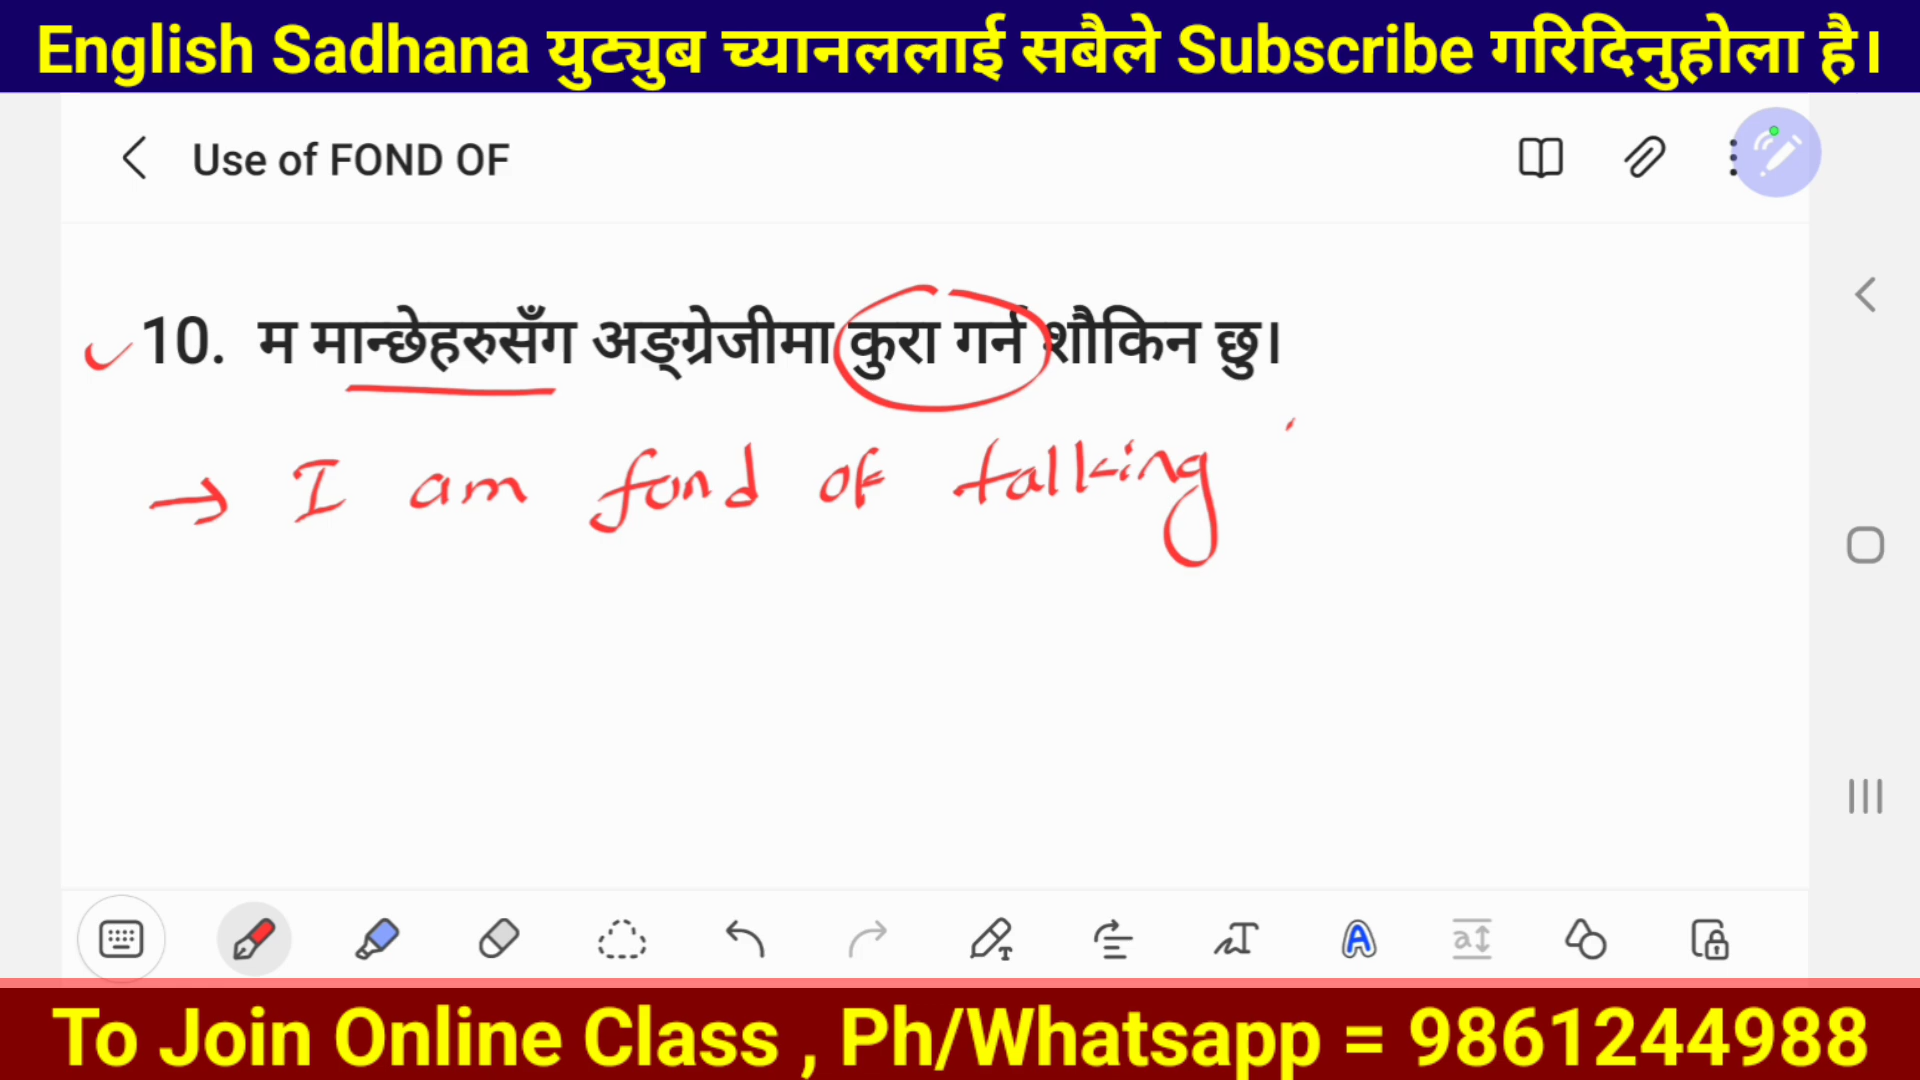 English Sadhana युट्युब च्यानललाई सबैले Subscribe गरिदिनुहोला है।
Use of FOND OF
10. म मान्छेहरुसँग अङ्ग्रेजीमा कुरा गर्न शौकिन छु।
→ I am fond of talking
To Join Online Class , Ph/Whatsapp = 9861244988